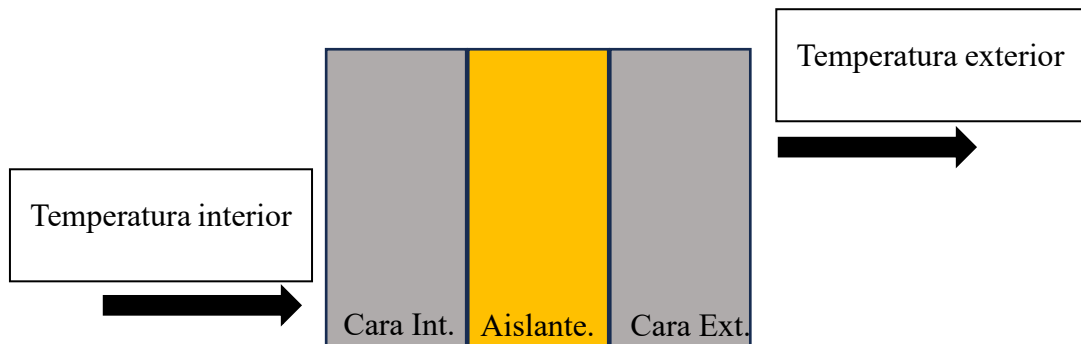 Temperatura exterior
Temperatura interior
Cara Int.
Aislante.
Cara Ext.